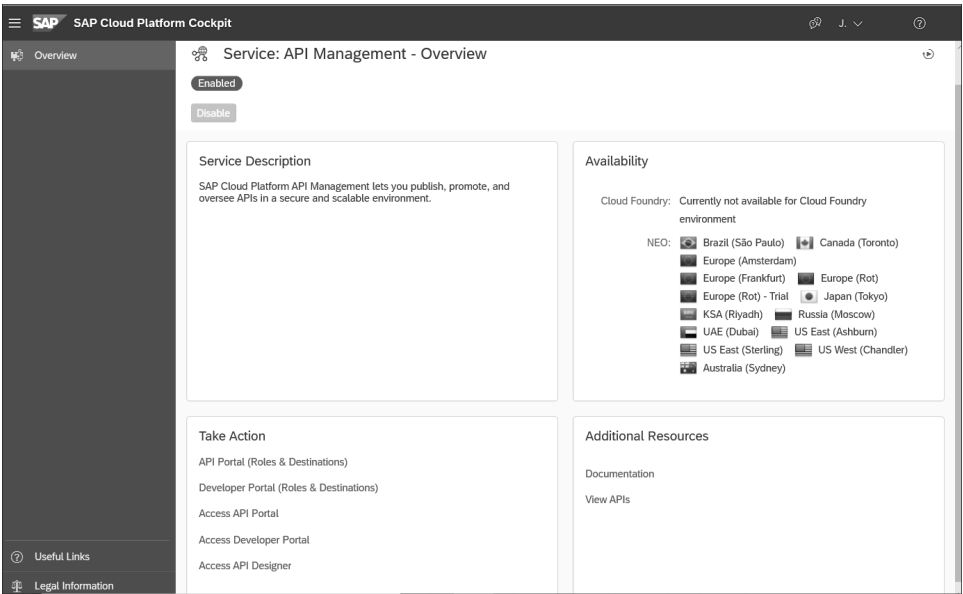 SAP SAP Cloud Platform Cockpit J.
Overview
Service: API Management - Overview
Enabled
Disable
Service Description
SAP Cloud Platform API Management lets you publish, promote, and
oversee APIs in a secure and scalable environment.
Availability
Cloud Foundry: Currently not available for Cloud Foundry
environment
NEO: Brazil (São Paulo) Canada (Toronto)
Europe (Amsterdam)
Europe (Frankfurt) Europe (Rot)
Europe (Rot) - Trial Japan (Tokyo)
KSA (Riyadh) Russia (Moscow)
UAE (Dubai) US East (Ashburn)
US East (Sterling) US West (Chandler)
Australia (Sydney)
Take Action
API Portal (Roles & Destinations)
Developer Portal (Roles & Destinations)
Access API Portal
Access Developer Portal
Access API Designer
Additional Resources
Documentation
View APIs
Useful Links
Legal Information